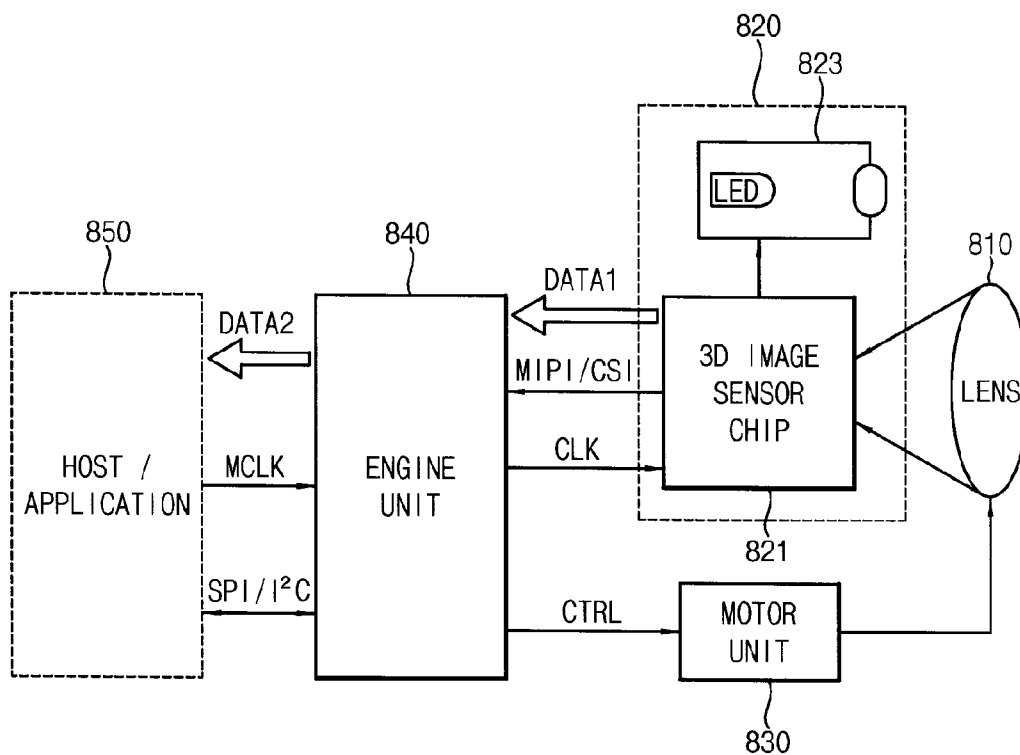 820
823
LED
850
840
810
DATA1
DATA2
MIPI/CSI
3D IMAGE
SENSOR
CHIP
LENS
HOST /
APPLICATION
MCLK
ENGINE
UNIT
CLK
821
SPI/I²C
CTRL
MOTOR
UNIT
830